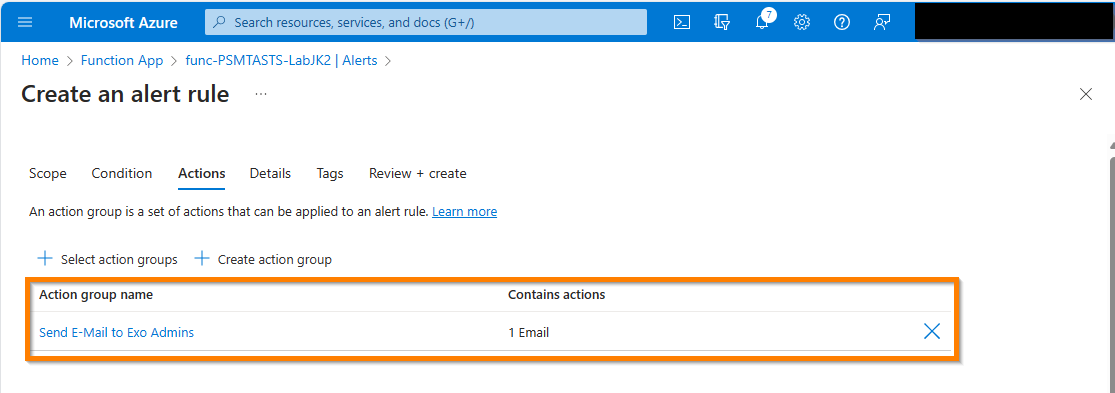 Microsoft Azure
Search resources, services, and docs (G+/)
7
Home > Function App > func-PSMTASTS-LabJK2 | Alerts >
Create an alert rule ...
Scope Condition Actions Details Tags Review + create
An action group is a set of actions that can be applied to an alert rule. Learn more
+ Select action groups + Create action group
Action group name Contains actions
Send E-Mail to Exo Admins 1 Email